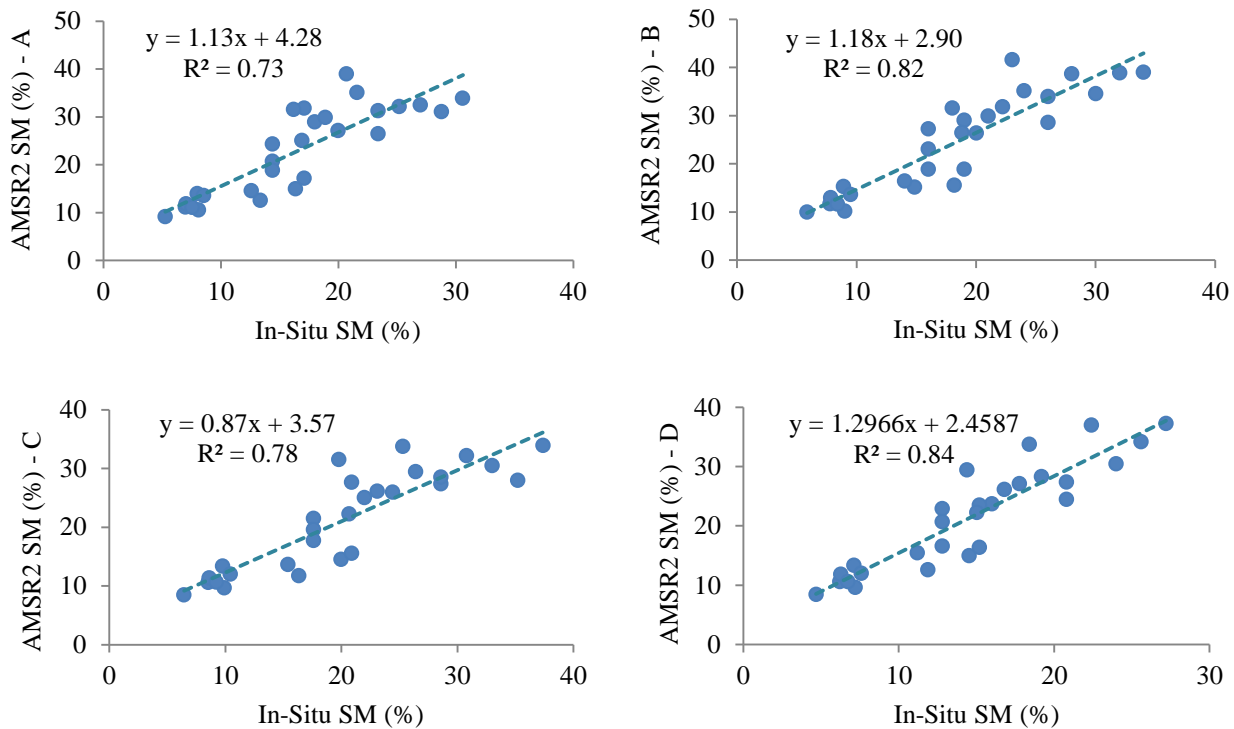 y = 1.13x + 4.28
R² = 0.73
AMSR2 SM (%) - A
50
40
30
20
10
0
0 10 20 30 40
In-Situ SM (%)
y = 1.18x + 2.90
R² = 0.82
AMSR2 SM (%) - B
50
40
30
20
10
0
0 10 20 30 40
In-Situ SM (%)
y = 0.87x + 3.57
R² = 0.78
AMSR2 SM (%) - C
40
30
20
10
0
0 10 20 30 40
In-Situ SM (%)
y = 1.2966x + 2.4587
R² = 0.84
AMSR2 SM (%) - D
40
30
20
10
0
0 10 20 30
In-Situ SM (%)